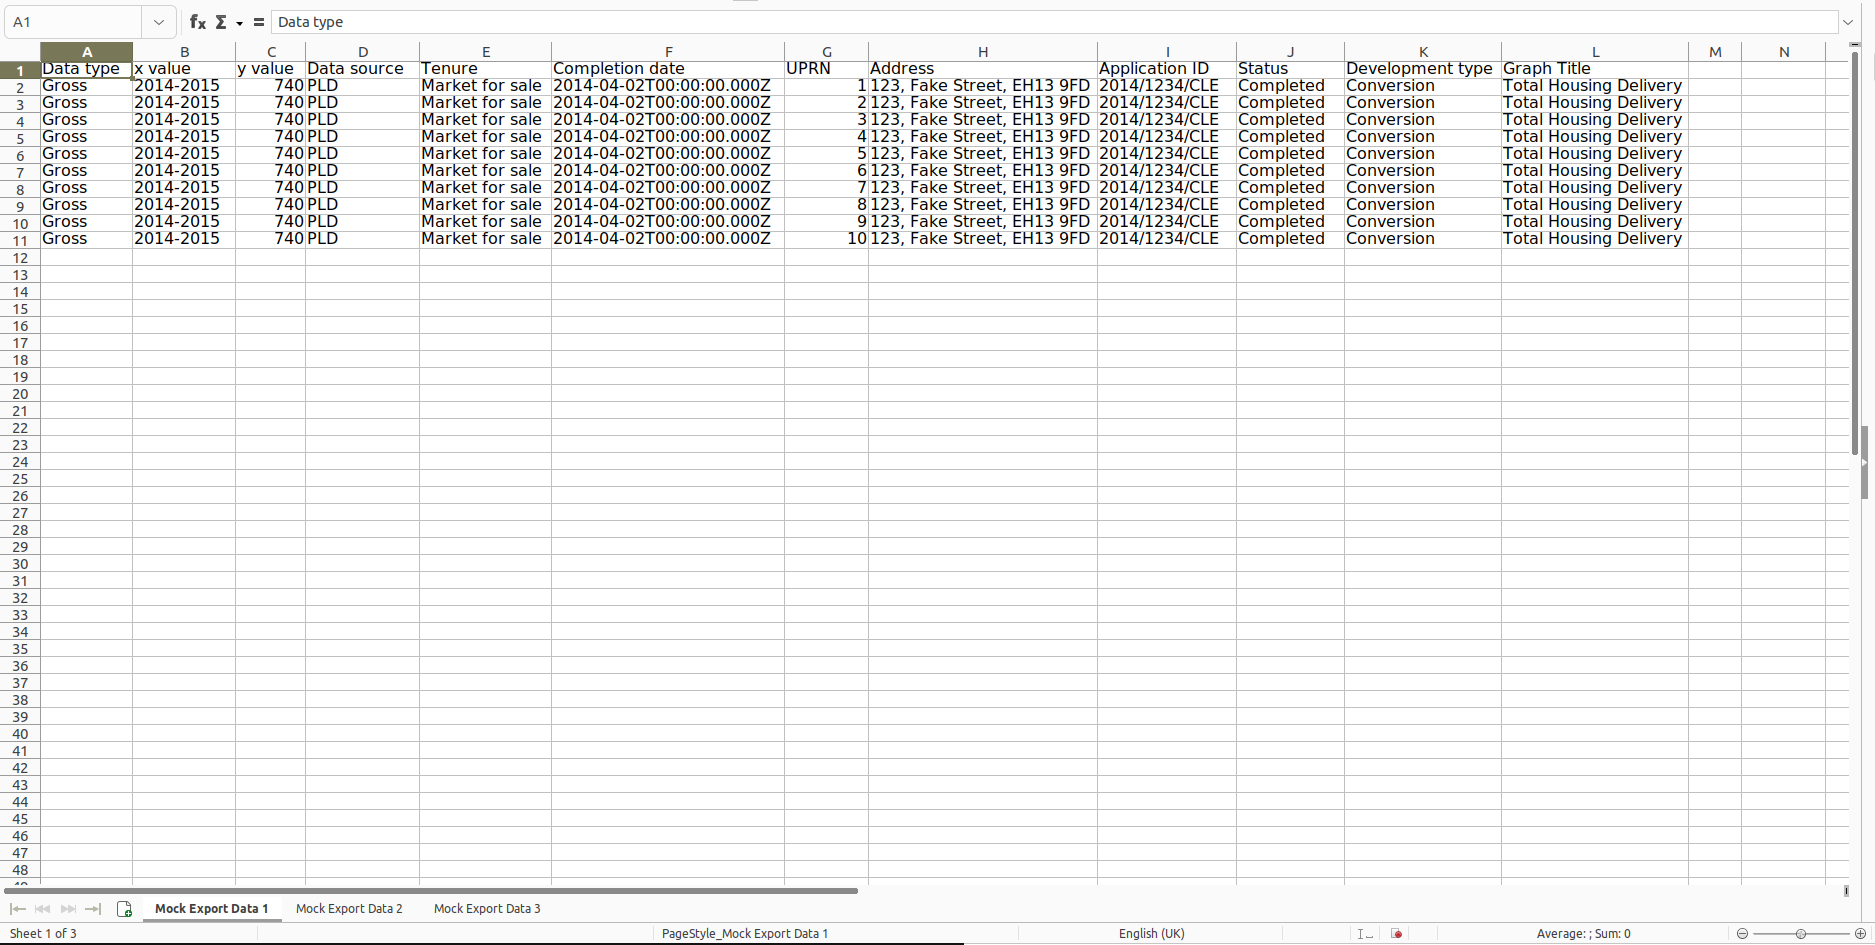 A1 fx Σ = Data type
A B C D E F G H I J K L M N
1 Data type x value y value Data source Tenure Completion date UPRN Address Application ID Status Development type Graph Title
2 Gross 2014-2015 740 PLD Market for sale 2014-04-02T00:00:00.000Z 1 123, Fake Street, EH13 9FD 2014/1234/CLE Completed Conversion Total Housing Delivery
3 Gross 2014-2015 740 PLD Market for sale 2014-04-02T00:00:00.000Z 2 123, Fake Street, EH13 9FD 2014/1234/CLE Completed Conversion Total Housing Delivery
4 Gross 2014-2015 740 PLD Market for sale 2014-04-02T00:00:00.000Z 3 123, Fake Street, EH13 9FD 2014/1234/CLE Completed Conversion Total Housing Delivery
5 Gross 2014-2015 740 PLD Market for sale 2014-04-02T00:00:00.000Z 4 123, Fake Street, EH13 9FD 2014/1234/CLE Completed Conversion Total Housing Delivery
6 Gross 2014-2015 740 PLD Market for sale 2014-04-02T00:00:00.000Z 5 123, Fake Street, EH13 9FD 2014/1234/CLE Completed Conversion Total Housing Delivery
7 Gross 2014-2015 740 PLD Market for sale 2014-04-02T00:00:00.000Z 6 123, Fake Street, EH13 9FD 2014/1234/CLE Completed Conversion Total Housing Delivery
8 Gross 2014-2015 740 PLD Market for sale 2014-04-02T00:00:00.000Z 7 123, Fake Street, EH13 9FD 2014/1234/CLE Completed Conversion Total Housing Delivery
9 Gross 2014-2015 740 PLD Market for sale 2014-04-02T00:00:00.000Z 8 123, Fake Street, EH13 9FD 2014/1234/CLE Completed Conversion Total Housing Delivery
10 Gross 2014-2015 740 PLD Market for sale 2014-04-02T00:00:00.000Z 9 123, Fake Street, EH13 9FD 2014/1234/CLE Completed Conversion Total Housing Delivery
11 Gross 2014-2015 740 PLD Market for sale 2014-04-02T00:00:00.000Z 10 123, Fake Street, EH13 9FD 2014/1234/CLE Completed Conversion Total Housing Delivery
12
13
14
15
16
17
18
19
20
21
22
23
24
25
26
27
28
29
30
31
32
33
34
35
36
37
38
39
40
41
42
43
44
45
46
47
48
Mock Export Data 1 Mock Export Data 2 Mock Export Data 3
Sheet 1 of 3 PageStyle_Mock Export Data 1 English (UK) Average: ; Sum: 0